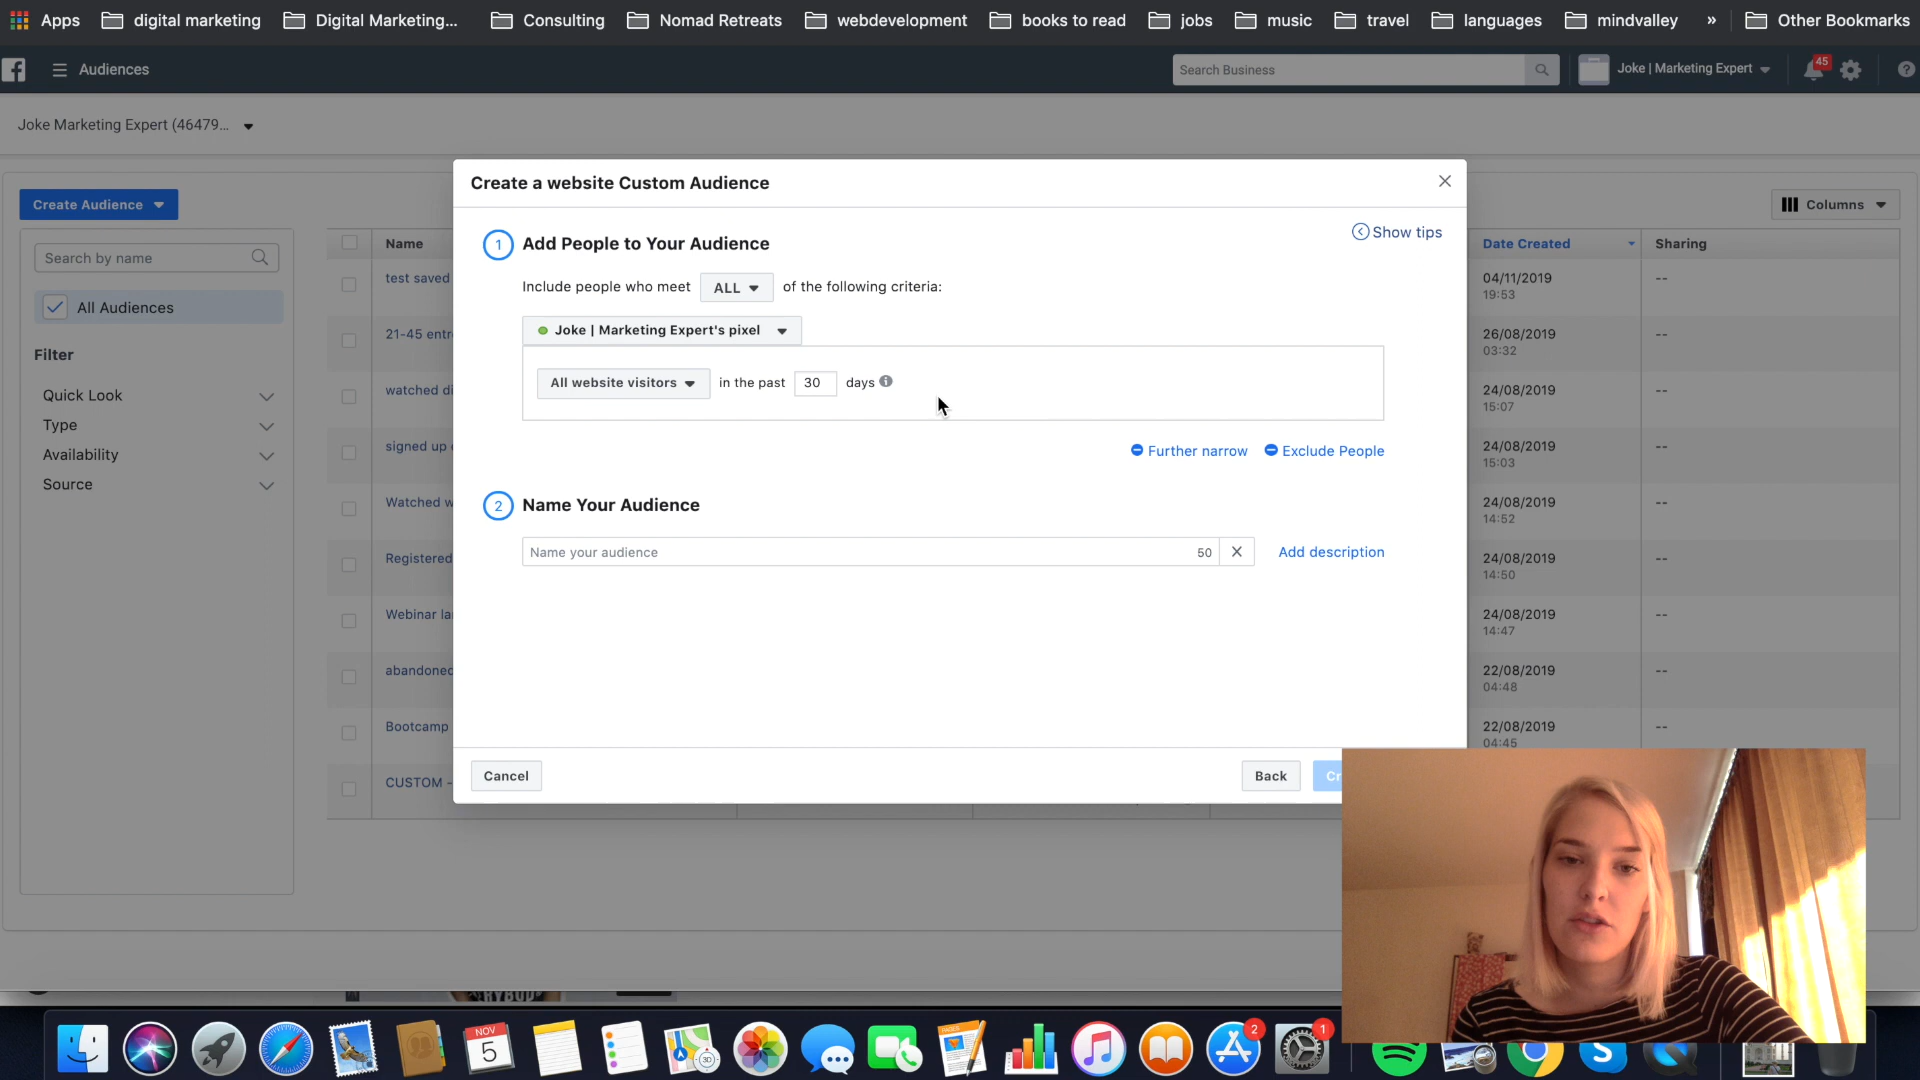 Apps digital marketing Digital Marketing... Consulting Nomad Retreats webdevelopment books to read jobs music travel languages mindvalley » Other Bookmarks
Audiences Search Business Joke | Marketing Expert 45
Joke Marketing Expert (46479...
Create Audience
Columns
Search by name
All Audiences
Filter
Quick Look
Type
Availability
Source
Name Date Created Sharing
test saved 04/11/2019 --
19:53
21-45 entr 26/08/2019 --
03:32
watched di 24/08/2019 --
15:07
signed up 24/08/2019 --
15:03
Watched w 24/08/2019 --
14:52
Registered 24/08/2019 --
14:50
Webinar la 24/08/2019 --
14:47
abandoned 22/08/2019 --
04:48
Bootcamp 22/08/2019 --
04:45
CUSTOM -
Create a website Custom Audience
1 Add People to Your Audience
Show tips
Include people who meet ALL of the following criteria:
Joke | Marketing Expert's pixel
All website visitors in the past 30 days
Further narrow Exclude People
2 Name Your Audience
Name your audience 50 Add description
Cancel Back Cr
NOV
5
3D
PAGES
2
1